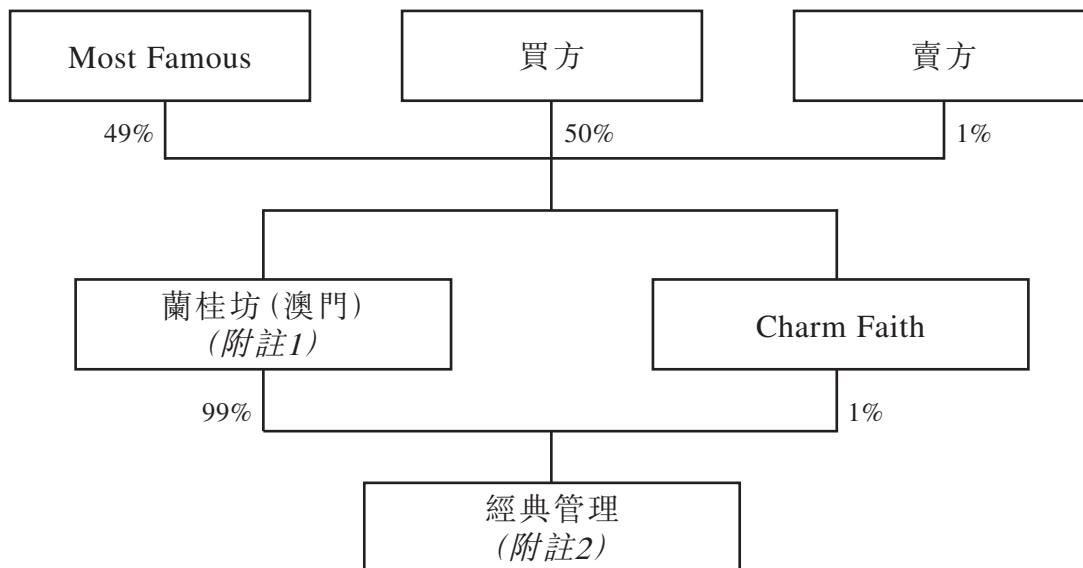 Most Famous
買方
賣方
49%
50%
1%
蘭桂坊(澳門)
(附註1)
Charm Faith
99%
1%
經典管理
(附註2)